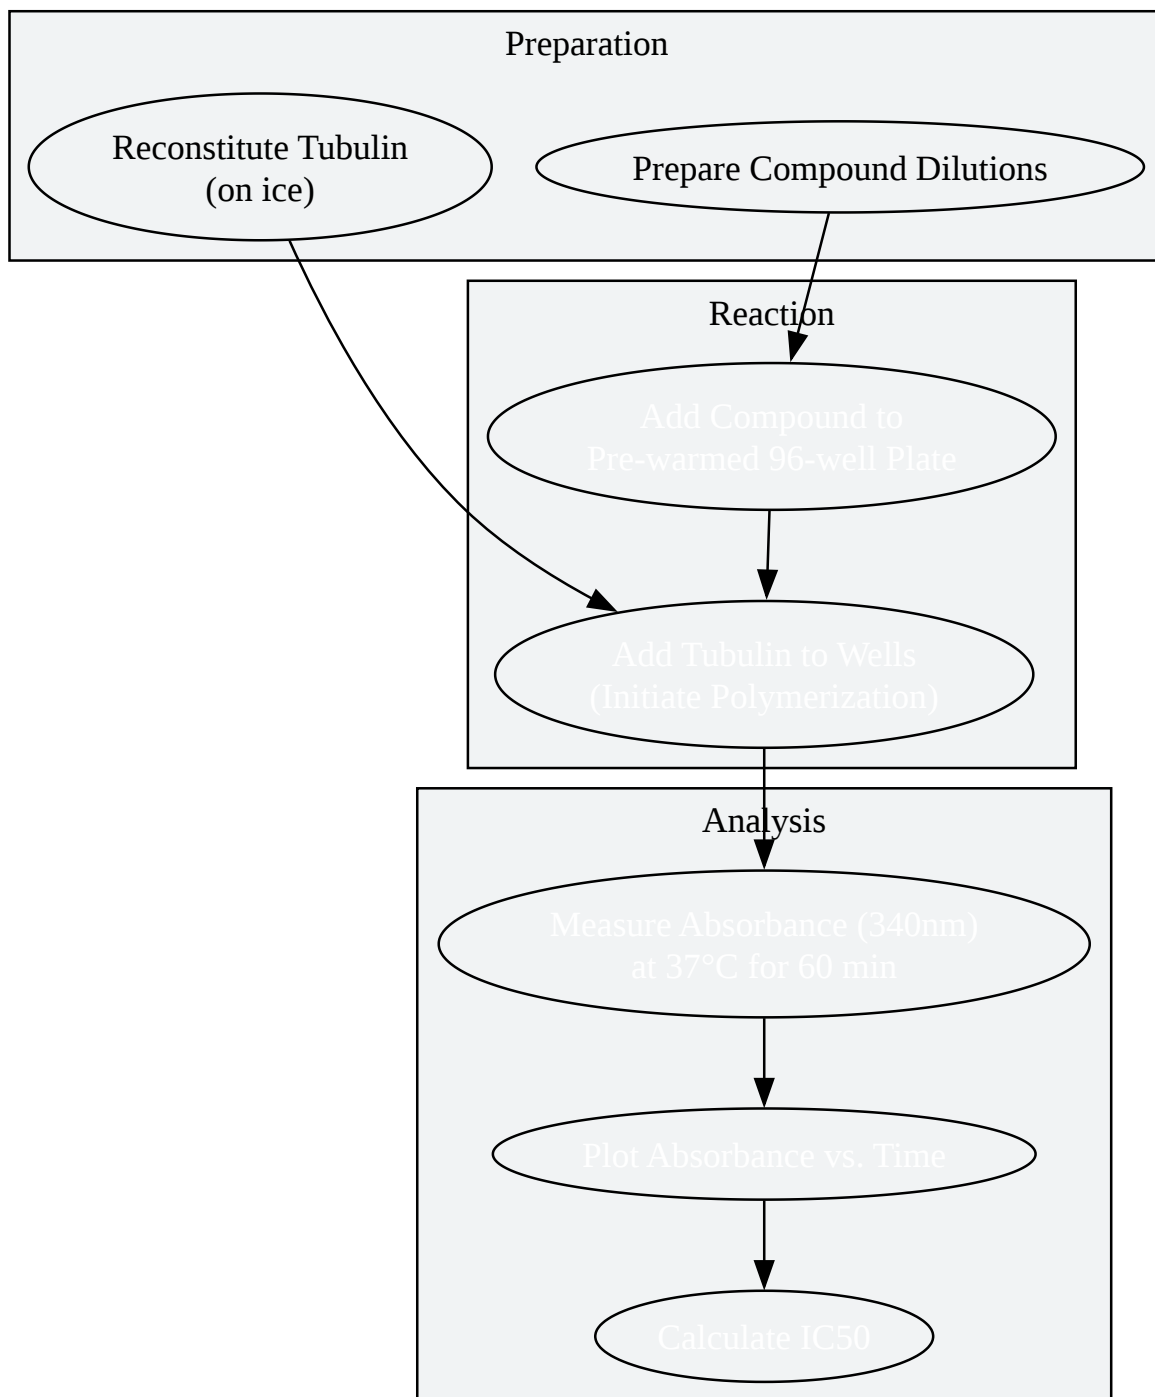 Preparation
Reconstitute Tubulin
(on ice)
Prepare Compound Dilutions
Reaction
Add Compound to
Pre-warmed 96-well Plate
Add Tubulin to Wells
(Initiate Polymerization)
Analysis
Measure Absorbance (340nm)
at 37°C for 60 min
Plot Absorbance vs. Time
Calculate IC50